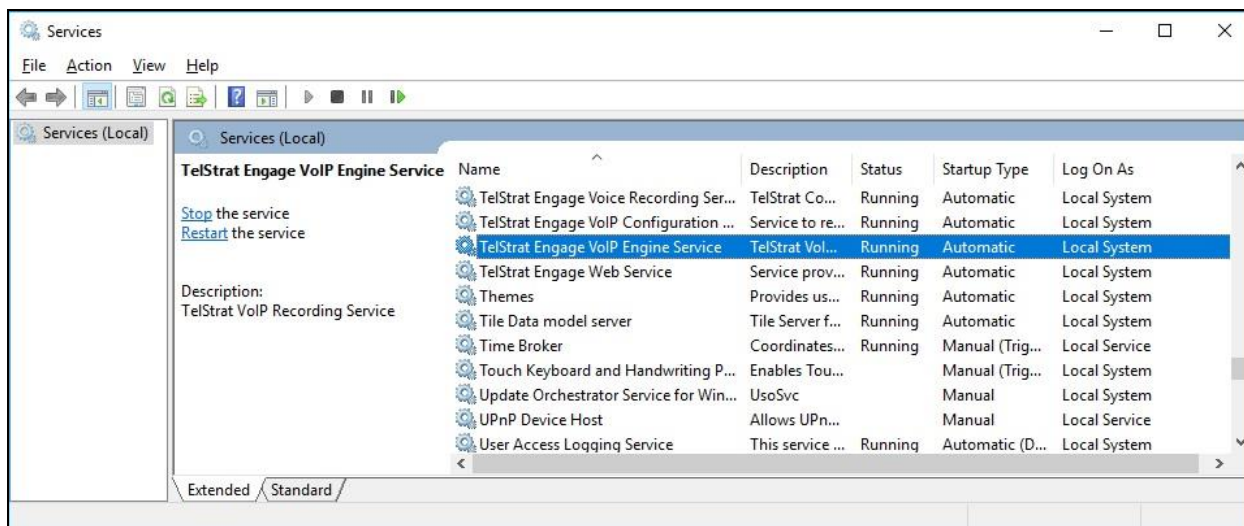 Services
File Action View Help
Services (Local)
Services (Local)
TelStrat Engage VoIP Engine Service
Stop the service
Restart the service
Description:
TelStrat VoIP Recording Service
Name Description Status Startup Type Log On As
TelStrat Engage Voice Recording Ser... TelStrat Co... Running Automatic Local System
TelStrat Engage VoIP Configuration ... Service to re... Running Automatic Local System
TelStrat Engage VoIP Engine Service TelStrat VoI... Running Automatic Local System
TelStrat Engage Web Service Service prov... Running Automatic Local System
Themes Provides us... Running Automatic Local System
Tile Data model server Tile Server f... Running Automatic Local System
Time Broker Coordinates... Running Manual (Trig... Local Service
Touch Keyboard and Handwriting P... Enables Tou... Manual (Trig... Local System
Update Orchestrator Service for Win... UsoSvc Manual Local System
UPnP Device Host Allows UPn... Manual Local Service
User Access Logging Service This service ... Running Automatic (D... Local System
Extended Standard